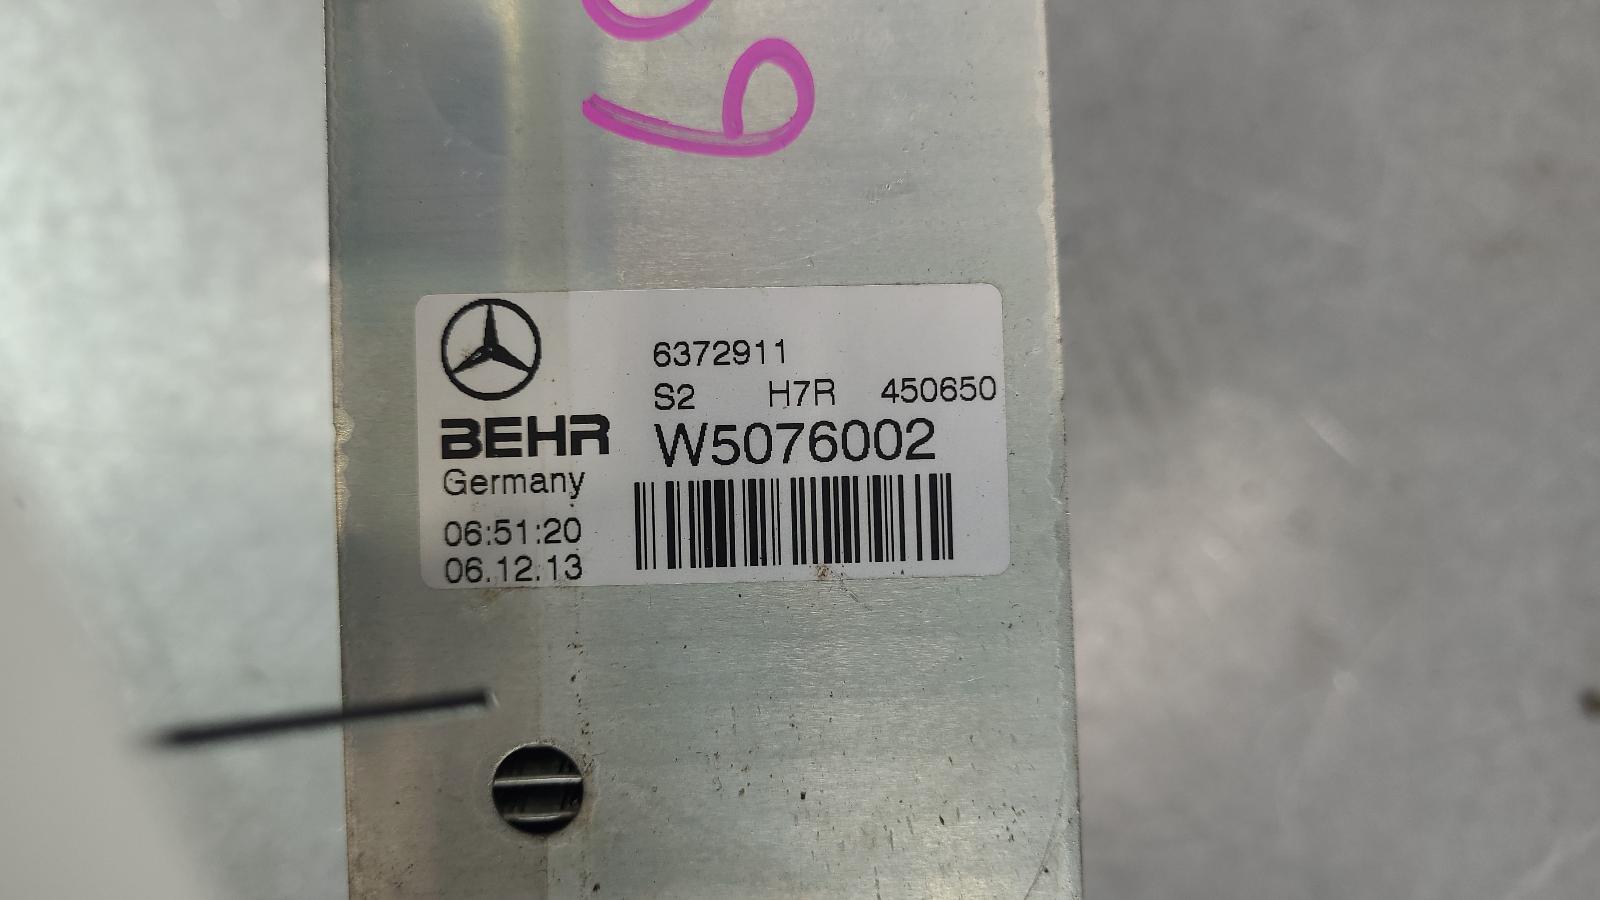 6372911
S2 H7R 450650
BEHR W5076002
Germany
06:51:20
06.12.13